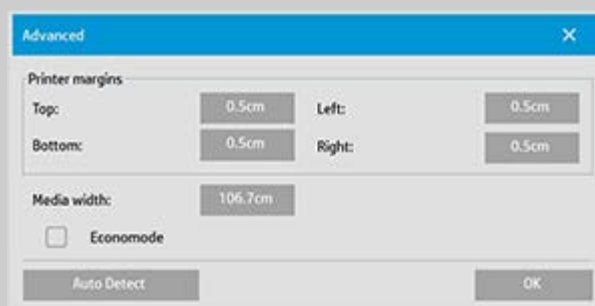 Advanced
Printer margins
Top: 0.5cm Left: 0.5cm
Bottom: 0.5cm Right: 0.5cm
Media width: 106.7cm
Economode
Auto Detect OK